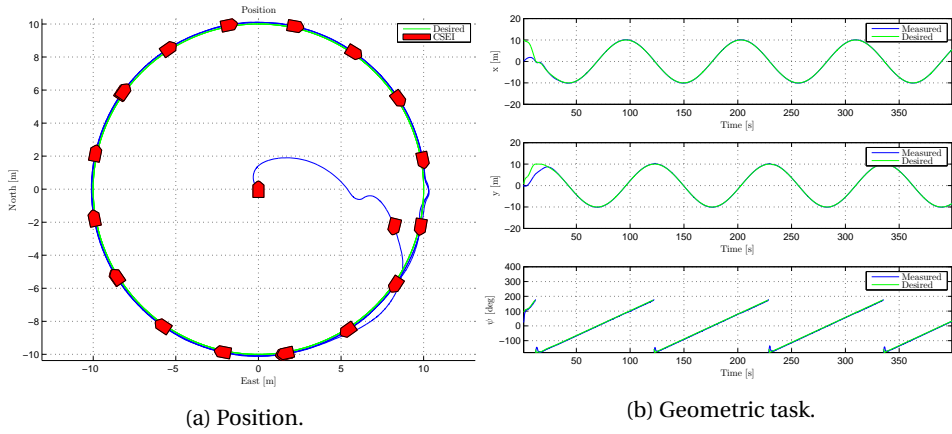 Position
Desired
CSEI
10
8
6
4
2
0
−2
−4
−6
−8
−10
North [m]
−10 −5 0 5 10
East [m]
(a) Position.
Measured
Desired
20
10
0
−10
−20
x [m]
50 100 150 200 250 300 350
Time [s]
Measured
Desired
20
10
0
−10
−20
y [m]
50 100 150 200 250 300 350
Time [s]
Measured
Desired
400
300
200
100
0
−100
ψ [deg]
50 100 150 200 250 300 350
Time [s]
(b) Geometric task.